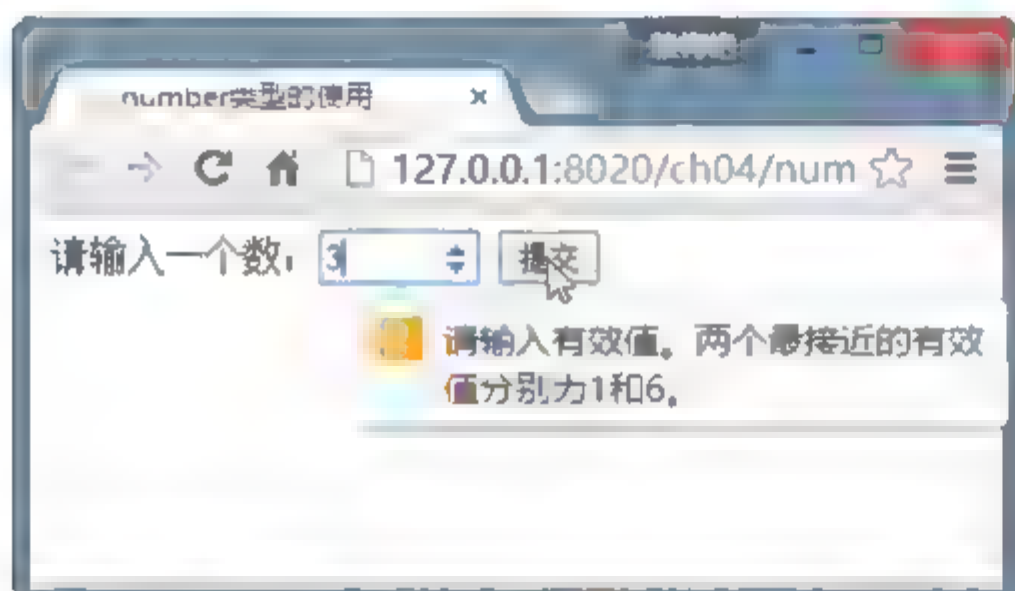 number类型的使用
127.0.0.1:8020/ch04/num
请输入一个数: 3 提交
请输入有效值。两个最接近的有效
值分别为1和6。